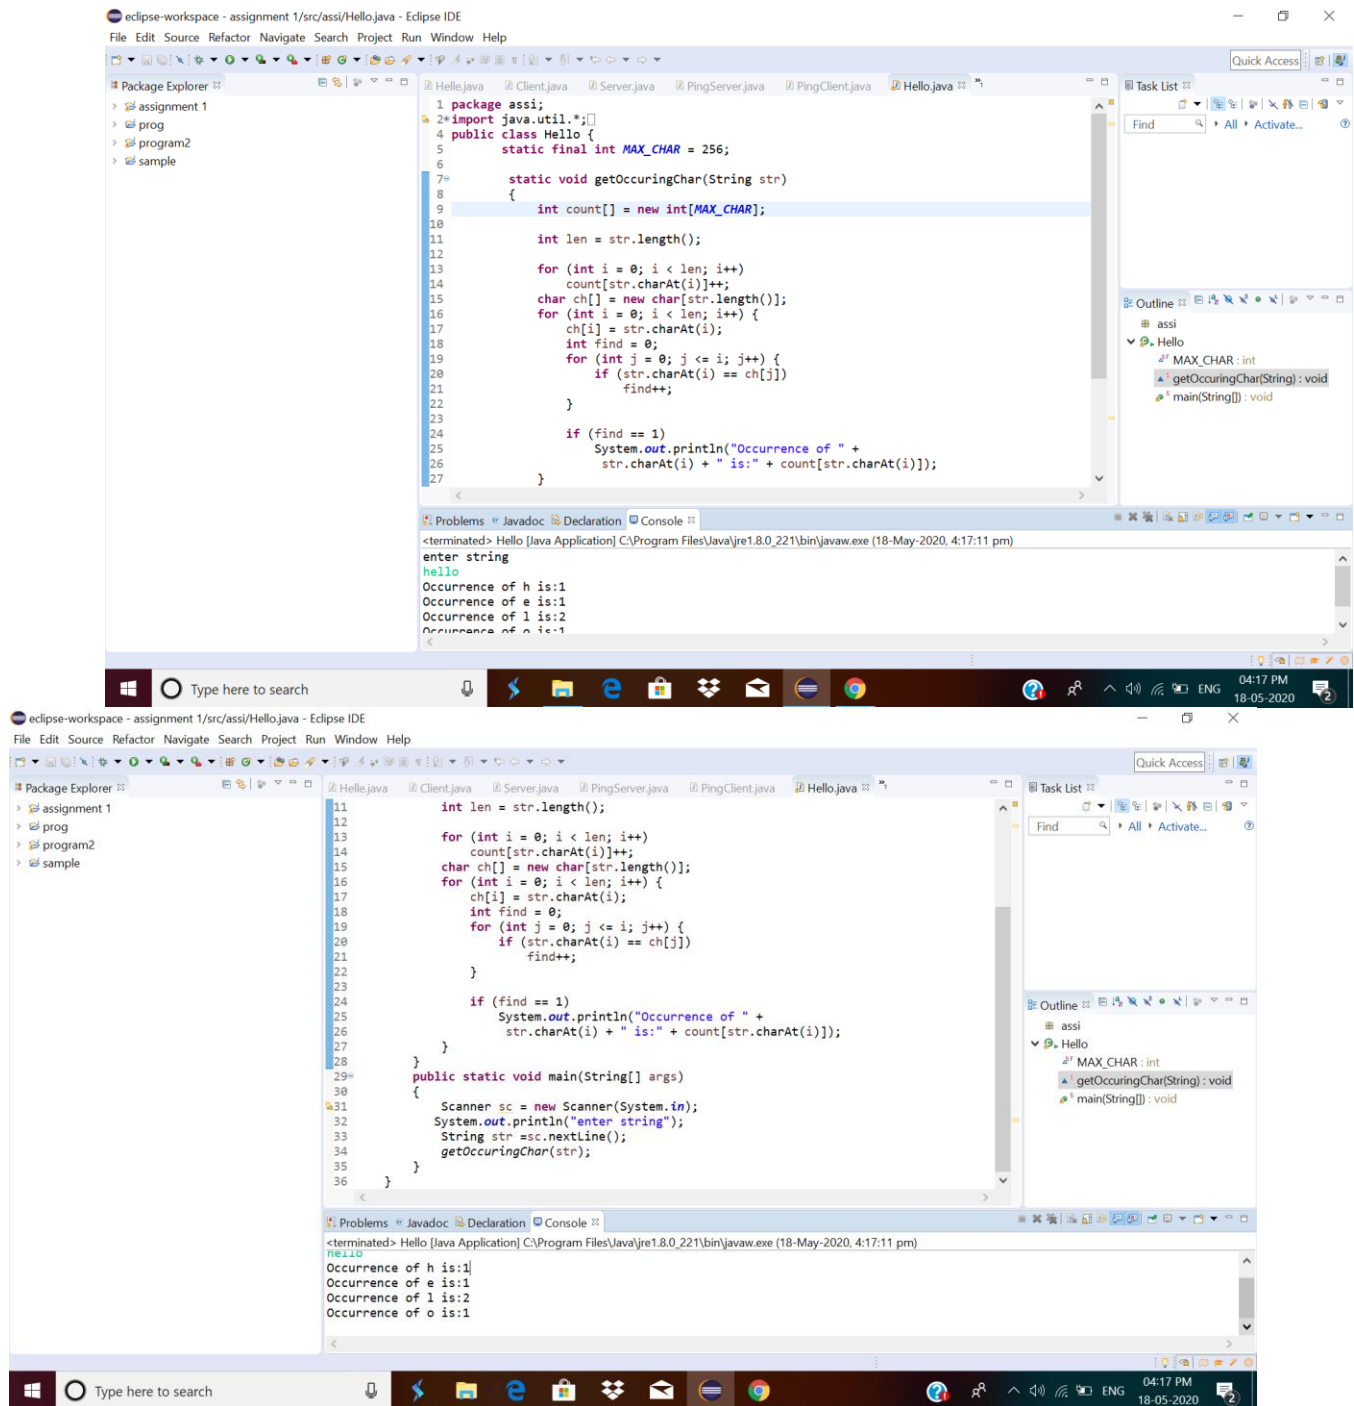 eclipse-workspace - assignment 1/src/assi/Hello.java - Eclipse IDE
File Edit Source Refactor Navigate Search Project Run Window Help
Quick Access
Package Explorer
assignment 1
prog
program2
sample
Helle.java Client.java Server.java PingServer.java PingClient.java Hello.java
1 package assi;
2 import java.util.*;
4 public class Hello {
5 static final int MAX_CHAR = 256;
6
7 static void getOccuringChar(String str)
8 {
9 int count[] = new int[MAX_CHAR];
10
11 int len = str.length();
12
13 for (int i = 0; i < len; i++)
14 count[str.charAt(i)]++;
15 char ch[] = new char[str.length()];
16 for (int i = 0; i < len; i++) {
17 ch[i] = str.charAt(i);
18 int find = 0;
19 for (int j = 0; j <= i; j++) {
20 if (str.charAt(i) == ch[j])
21 find++;
22 }
23
24 if (find == 1)
25 System.out.println("Occurrence of " +
26 str.charAt(i) + " is:" + count[str.charAt(i)]);
27 }
Task List
Find All Activate...
Outline
assi
Hello
MAX_CHAR : int
getOccuringChar(String) : void
main(String[]) : void
Problems Javadoc Declaration Console
<terminated> Hello [Java Application] C:\Program Files\Java\jre1.8.0_221\bin\javaw.exe (18-May-2020, 4:17:11 pm)
enter string
hello
Occurrence of h is:1
Occurrence of e is:1
Occurrence of l is:2
Occurrence of o is:1
Type here to search
ENG
04:17 PM
18-05-2020
2
eclipse-workspace - assignment 1/src/assi/Hello.java - Eclipse IDE
File Edit Source Refactor Navigate Search Project Run Window Help
Quick Access
Package Explorer
assignment 1
prog
program2
sample
Helle.java Client.java Server.java PingServer.java PingClient.java Hello.java
11 int len = str.length();
12
13 for (int i = 0; i < len; i++)
14 count[str.charAt(i)]++;
15 char ch[] = new char[str.length()];
16 for (int i = 0; i < len; i++) {
17 ch[i] = str.charAt(i);
18 int find = 0;
19 for (int j = 0; j <= i; j++) {
20 if (str.charAt(i) == ch[j])
21 find++;
22 }
23
24 if (find == 1)
25 System.out.println("Occurrence of " +
26 str.charAt(i) + " is:" + count[str.charAt(i)]);
27 }
28 }
29 public static void main(String[] args)
30 {
31 Scanner sc = new Scanner(System.in);
32 System.out.println("enter string");
33 String str =sc.nextLine();
34 getOccuringChar(str);
35 }
36 }
Task List
Find All Activate...
Outline
assi
Hello
MAX_CHAR : int
getOccuringChar(String) : void
main(String[]) : void
Problems Javadoc Declaration Console
<terminated> Hello [Java Application] C:\Program Files\Java\jre1.8.0_221\bin\javaw.exe (18-May-2020, 4:17:11 pm)
hello
Occurrence of h is:1
Occurrence of e is:1
Occurrence of l is:2
Occurrence of o is:1
Type here to search
ENG
04:17 PM
18-05-2020
2